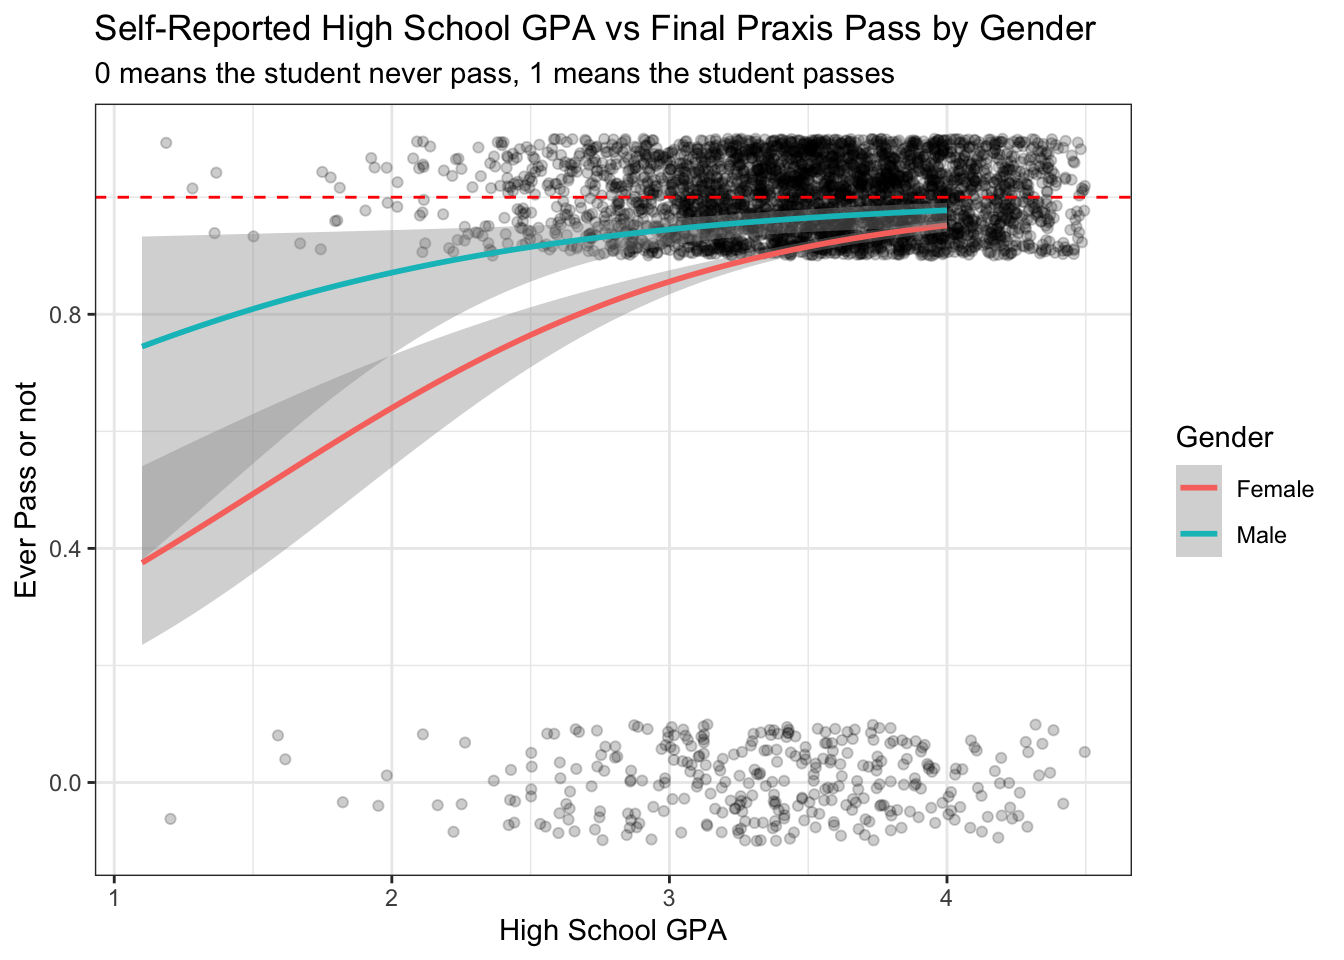 Self-Reported High School GPA vs Final Praxis Pass by Gender
0 means the student never pass, 1 means the student passes
Ever Pass or not
0.8
0.4
0.0
1
2
3
4
High School GPA
Gender
Female
Male